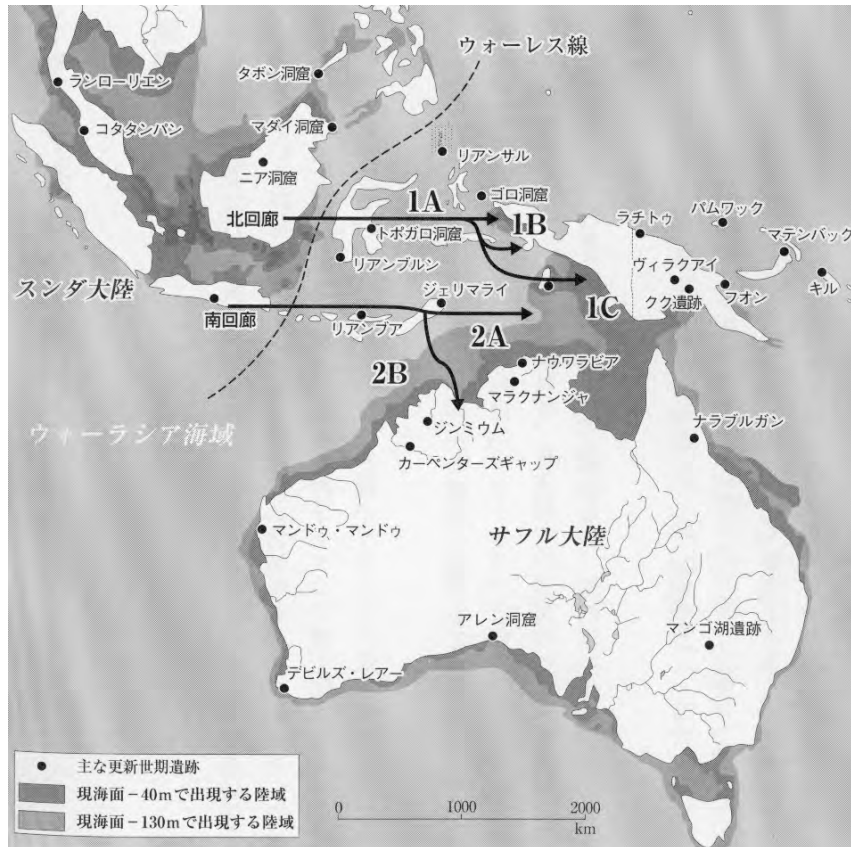 ウォーレス線
タボン洞窟
ランローリエン
コタタンパン
マダイ洞窟
リアンサル
ニア洞窟
ゴロ洞窟
1A
北回廊
1B
ラチトゥ
パムワック
トポガロ洞窟
マテンバック
ヴィラクアイ
リアンブルン
スンダ大陸
ジェリマライ
クク遺跡
フオン
キル
南回廊
1C
リアンブア
2A
2B
ナウワラビア
マラクナンジャ
ウォーラシア海域
ジンミウム
ナラブルガン
カーペンターズギャップ
マンドゥ・マンドゥ
サフル大陸
アレン洞窟
マンゴ湖遺跡
デビルズ・レアー
主な更新世期遺跡
現海面－40mで出現する陸域
現海面－130mで出現する陸域
0 1000 2000
km